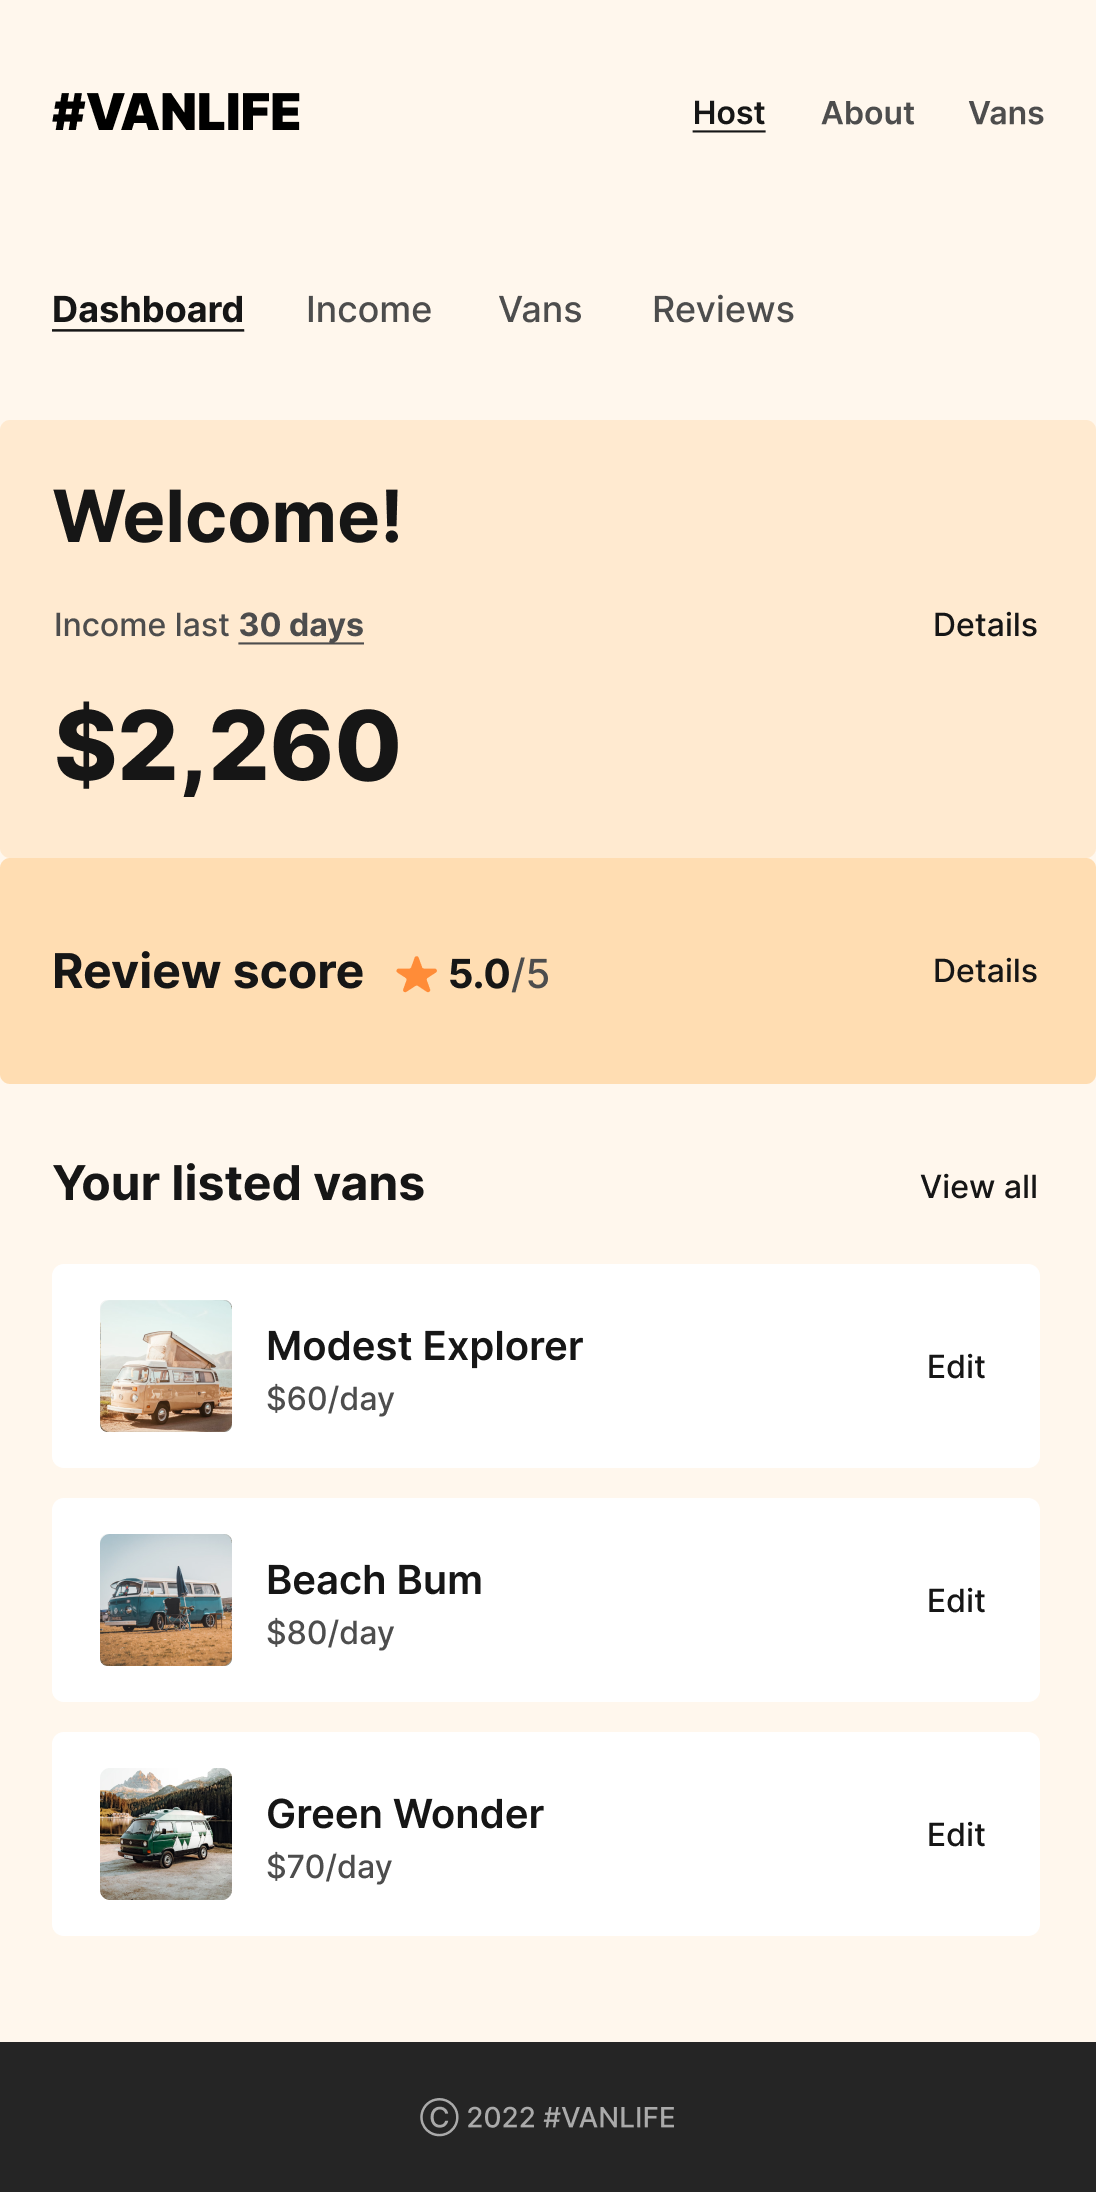 #VANLIFE Host About Vans
Dashboard Income Vans Reviews
Welcome!
Income last 30 days Details
$2,260
Review score 5.0/5 Details
Your listed vans View all
Modest Explorer
$60/day
Edit
Beach Bum
$80/day
Edit
Green Wonder
$70/day
Edit
Ⓒ 2022 #VANLIFE